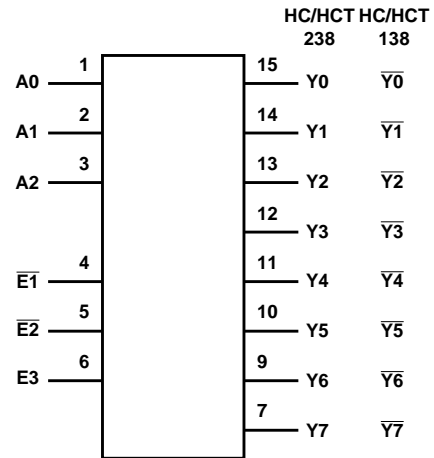 HC/HCT HC/HCT
238 138
1 15
A0 Y0 Y0̅
2 14
A1 Y1 Y1̅
3 13
A2 Y2 Y2̅
12
Y3 Y3̅
4 11
E1̅ Y4 Y4̅
5 10
E2̅ Y5 Y5̅
6 9
E3 Y6 Y6̅
7
Y7 Y7̅